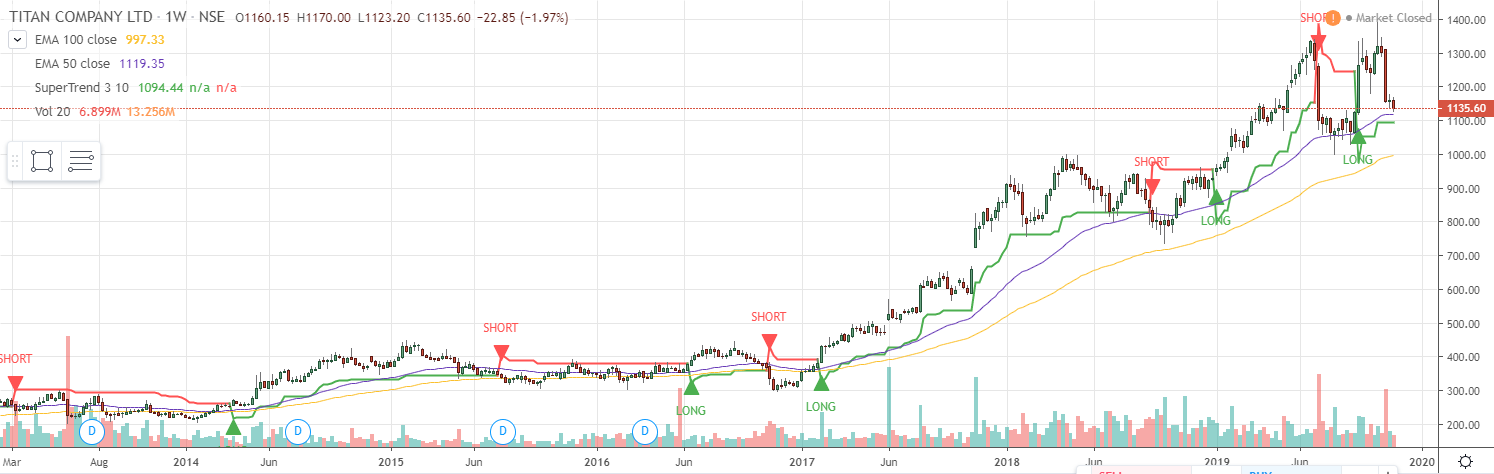 TITAN COMPANY LTD · 1W · NSE O1160.15 H1170.00 L1123.20 C1135.60 −22.85 (−1.97%)
SHORT ! ● Market Closed
EMA 100 close 997.33
EMA 50 close 1119.35
SuperTrend 3 10 1094.44 n/a n/a
Vol 20 6.899M 13.256M
1400.00
1300.00
1200.00
1135.60
1100.00
1000.00
900.00
800.00
700.00
600.00
500.00
400.00
300.00
200.00
SHORT
SHORT
SHORT
SHORT
LONG
LONG
LONG
LONG
D
D
D
D
Mar Aug 2014 Jun 2015 Jun 2016 Jun 2017 Jun 2018 Jun 2019 Jun 2020
SELL BUY